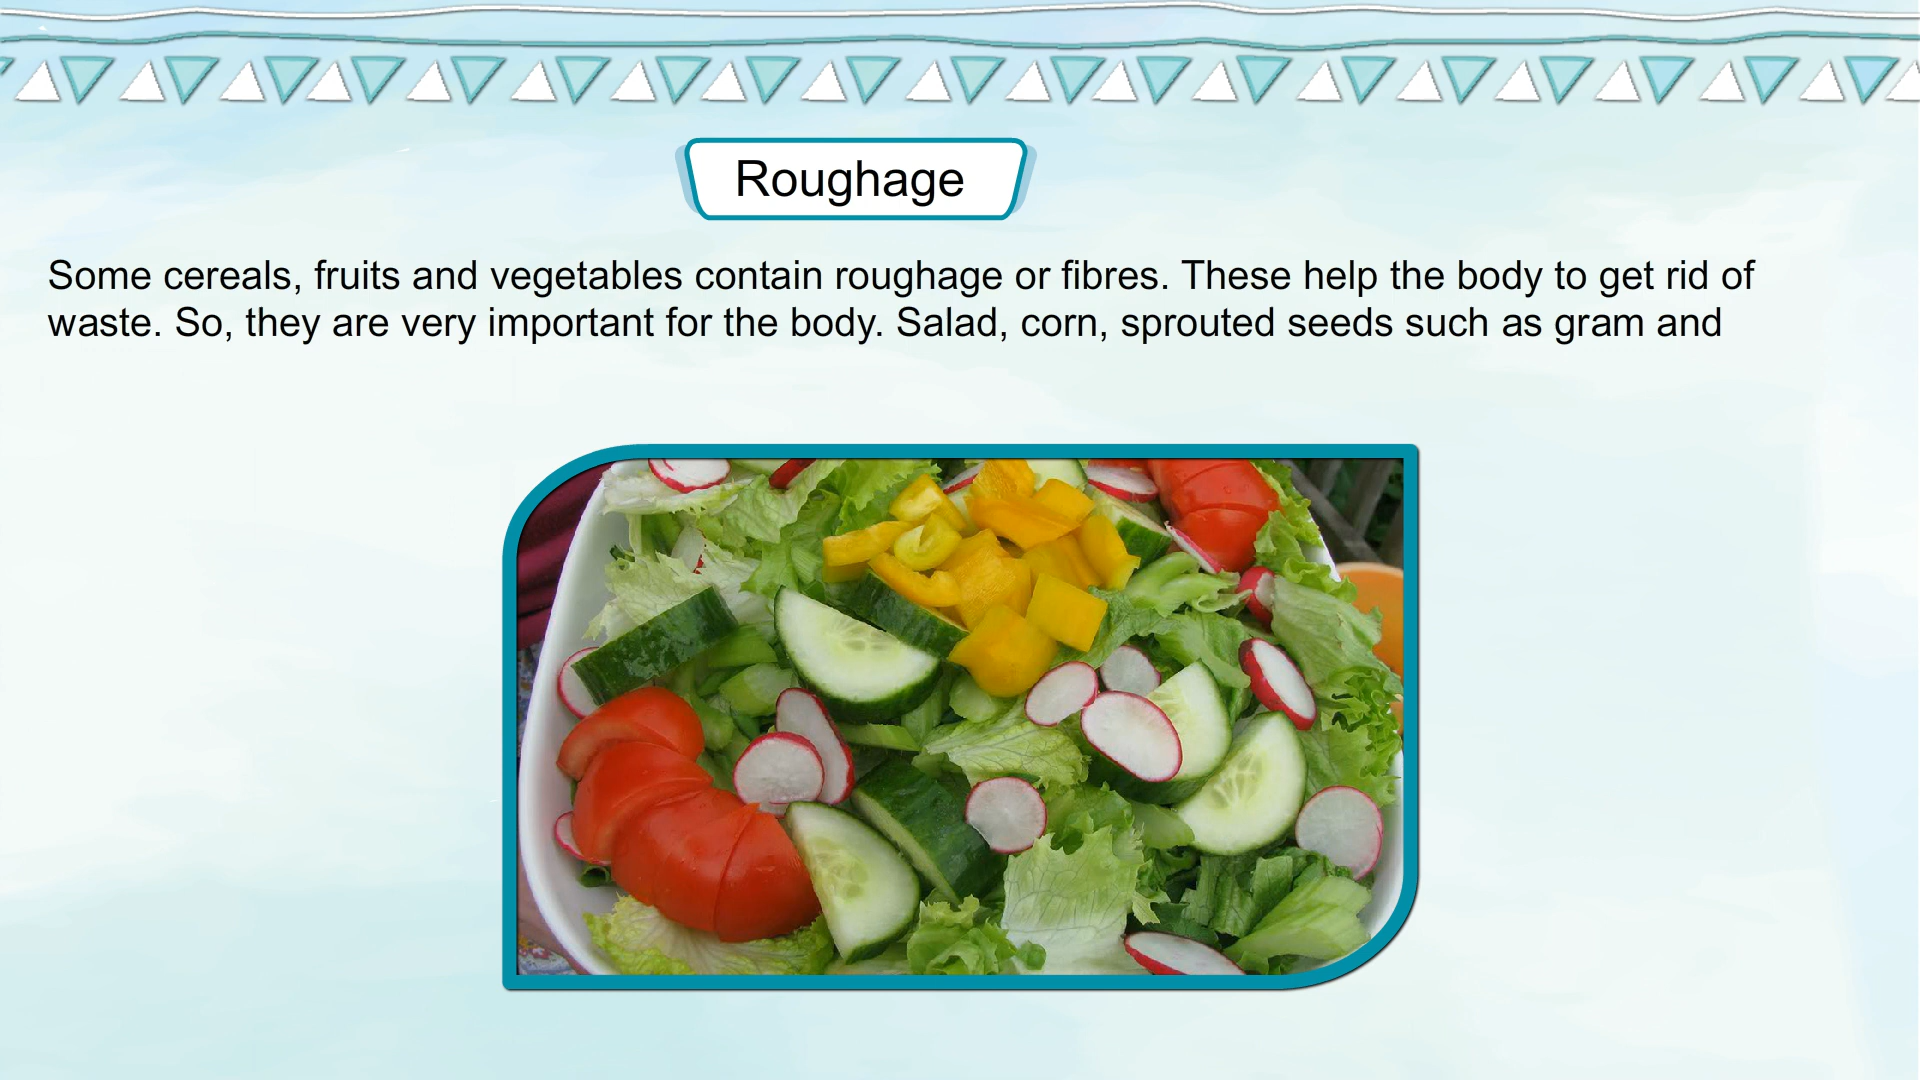 Roughage
Some cereals, fruits and vegetables contain roughage or fibres. These help the body to get rid of
waste. So, they are very important for the body. Salad, corn, sprouted seeds such as gram and